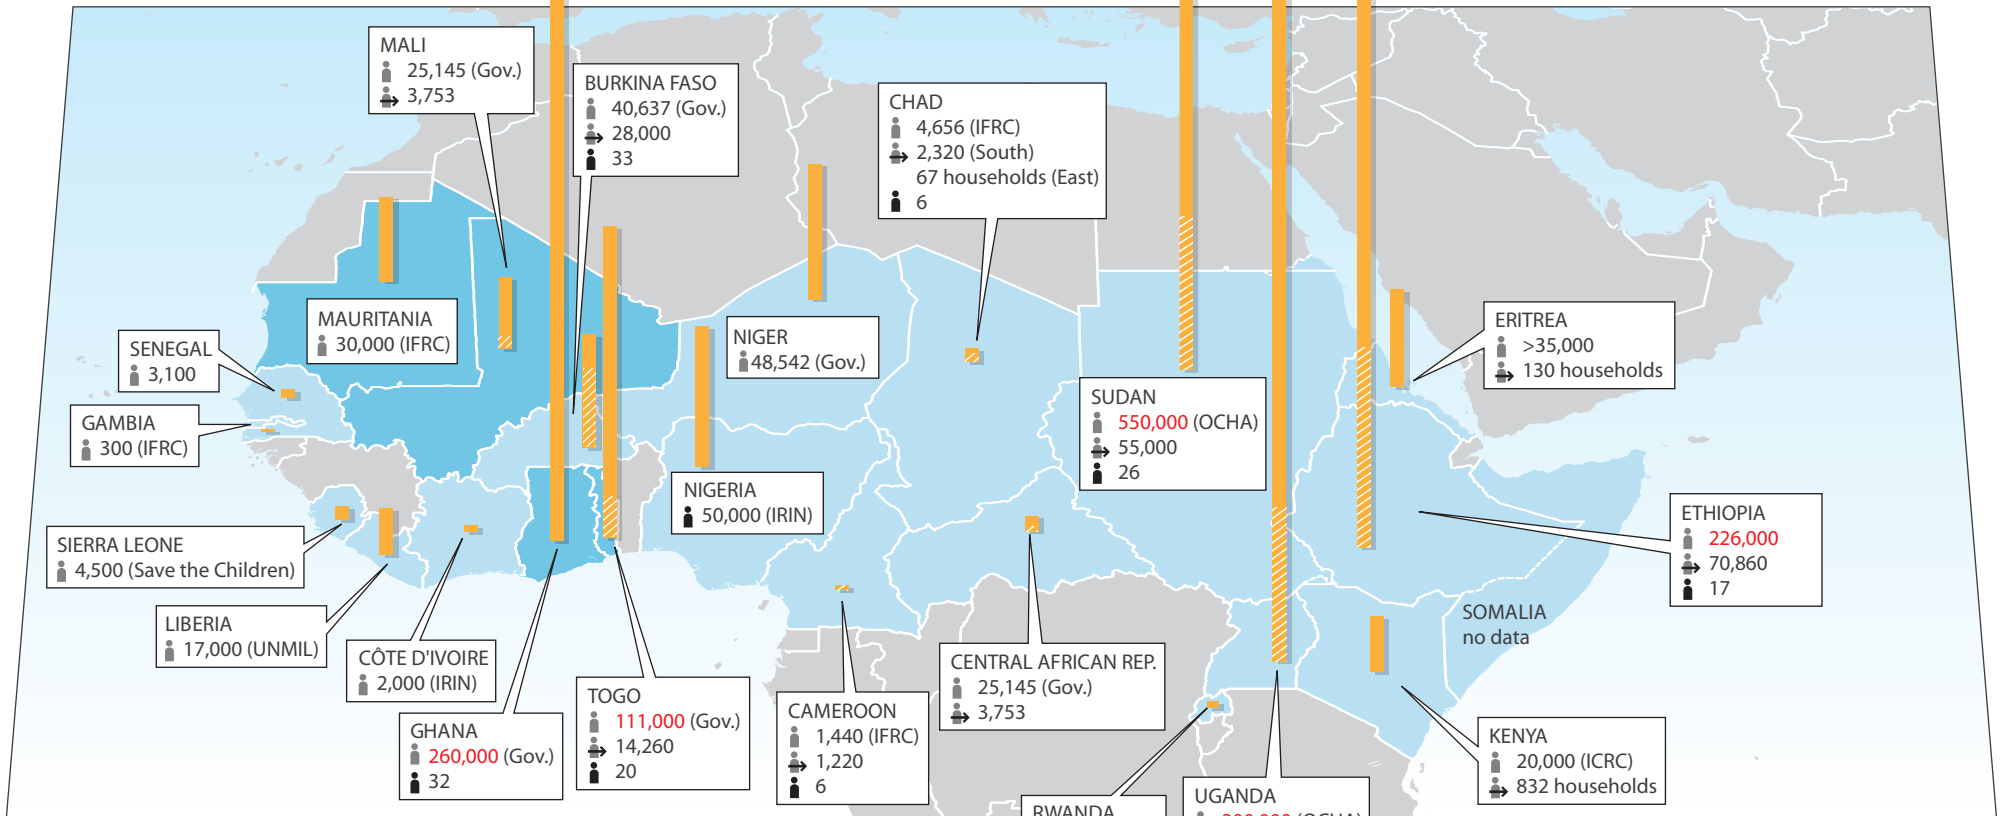 MALI
25,145 (Gov.)
3,753
BURKINA FASO
40,637 (Gov.)
28,000
33
CHAD
4,656 (IFRC)
2,320 (South)
67 households (East)
6
MAURITANIA
30,000 (IFRC)
SENEGAL
3,100
GAMBIA
300 (IFRC)
NIGER
48,542 (Gov.)
ERITREA
>35,000
130 households
SUDAN
550,000 (OCHA)
55,000
26
NIGERIA
50,000 (IRIN)
ETHIOPIA
226,000
70,860
17
SIERRA LEONE
4,500 (Save the Children)
LIBERIA
17,000 (UNMIL)
CÔTE D'IVOIRE
2,000 (IRIN)
SOMALIA
no data
GHANA
260,000 (Gov.)
32
TOGO
111,000 (Gov.)
14,260
20
CAMEROON
1,440 (IFRC)
1,220
6
CENTRAL AFRICAN REP.
25,145 (Gov.)
3,753
KENYA
20,000 (ICRC)
832 households
RWANDA
UGANDA